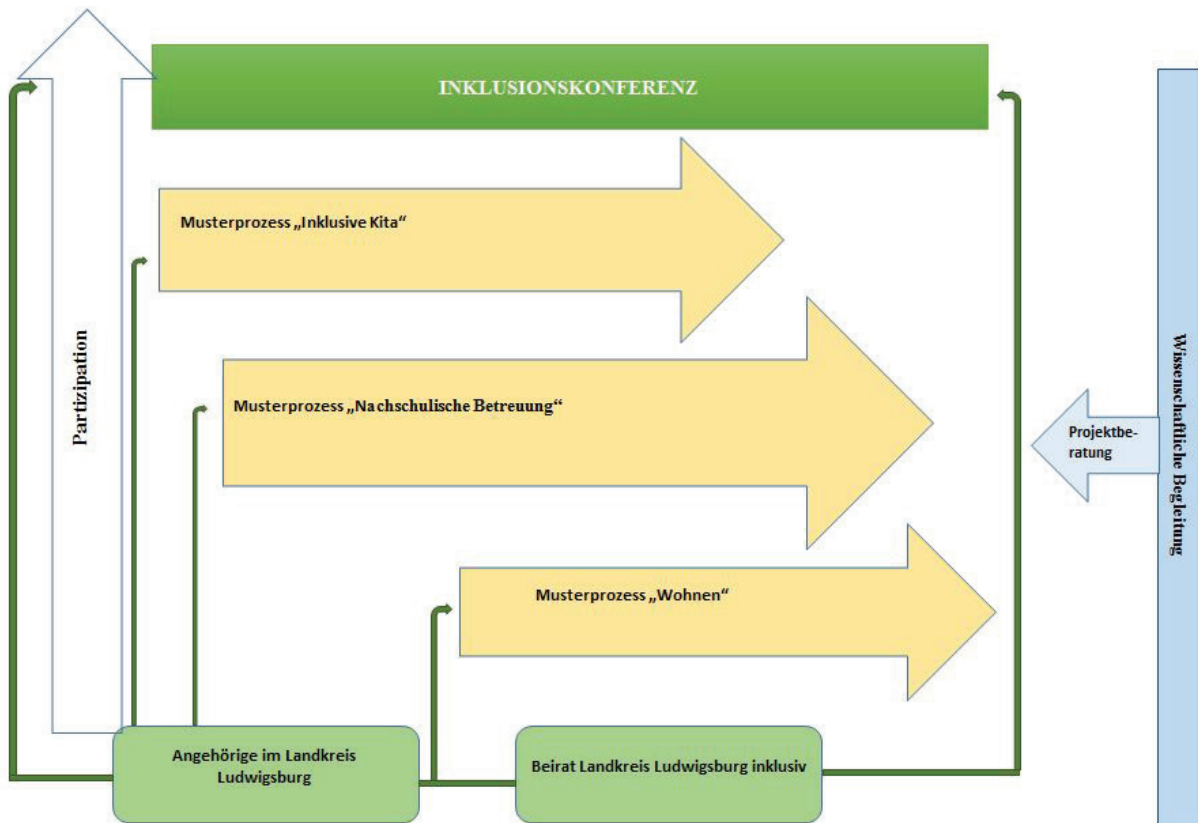 INKLUSIONSKONFERENZ
Musterprozess „Inklusive Kita“
Partizipation
Musterprozess „Nachschulische Betreuung“
Projektbe-
ratung
Wissenschaftliche Begleitung
Musterprozess „Wohnen“
Angehörige im Landkreis
Ludwigsburg
Beirat Landkreis Ludwigsburg inklusiv